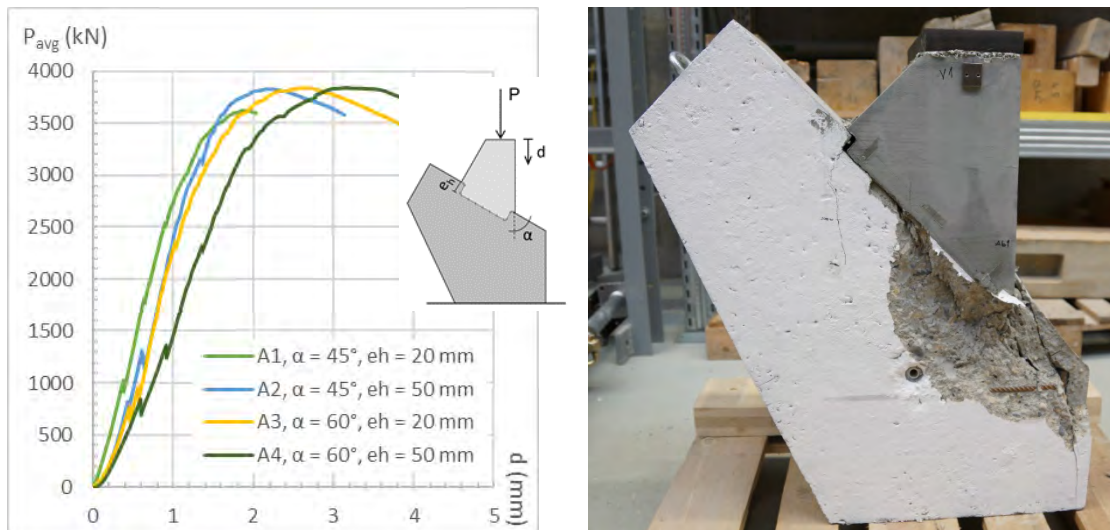 P_avg (kN)
4000
3500
3000
2500
2000
1500
1000
500
0
0 1 2 3 4 5
d (mm)
P
d
e_h
α
A1, α = 45°, eh = 20 mm
A2, α = 45°, eh = 50 mm
A3, α = 60°, eh = 20 mm
A4, α = 60°, eh = 50 mm
V1